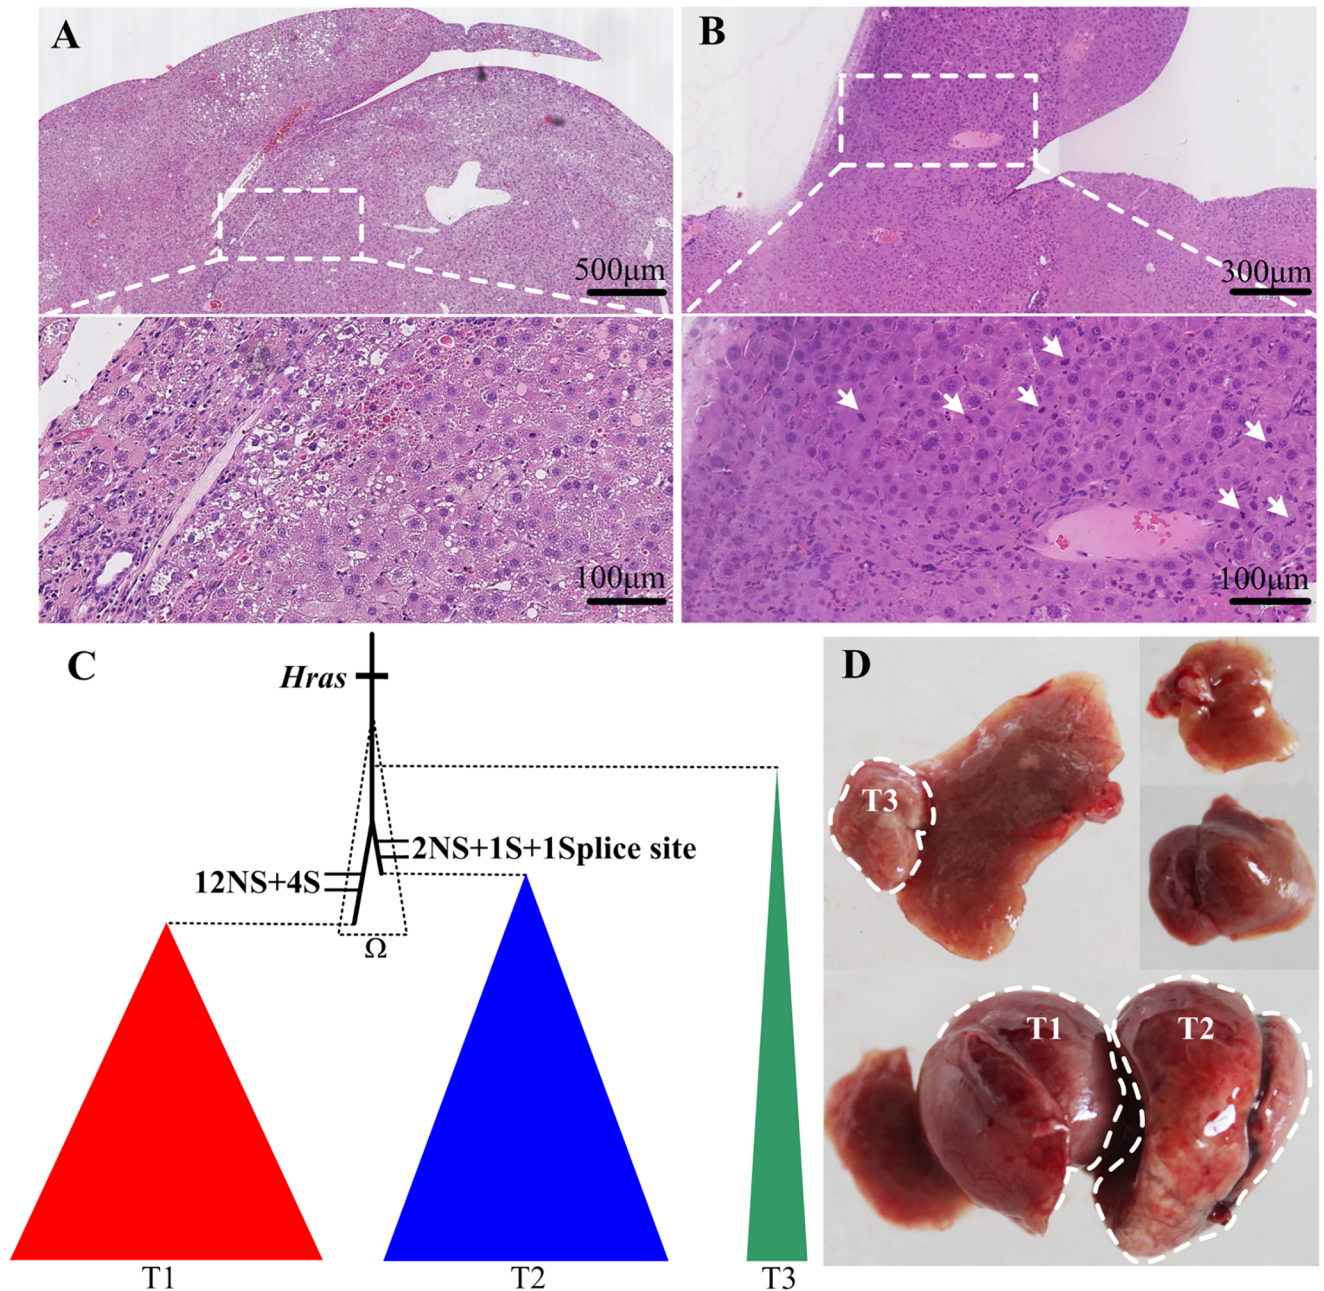 A
B
500μm
300μm
100μm
100μm
C
Hras
2NS+1S+1Splice site
12NS+4S
Ω
T1
T2
T3
D
T3
T1
T2